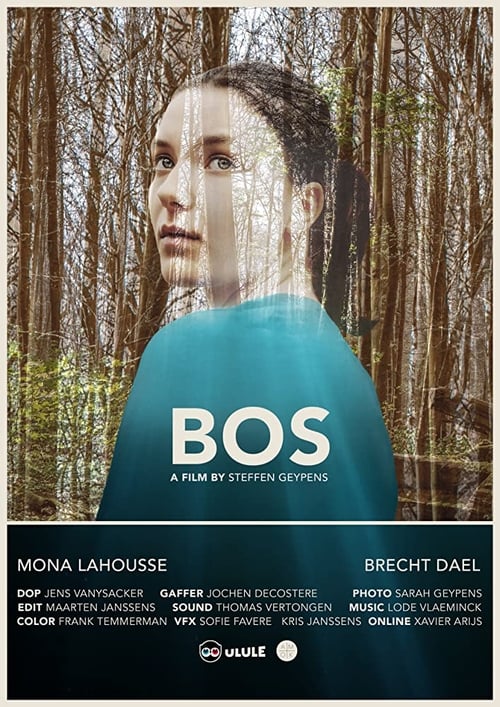 BOS
A FILM BY STEFFEN GEYPENS
MONA LAHOUSSE BRECHT DAEL
DOP JENS VANYSACKER GAFFER JOCHEN DECOSTERE PHOTO SARAH GEYPENS
EDIT MAARTEN JANSSENS SOUND THOMAS VERTONGEN MUSIC LODE VLAEMINCK
COLOR FRANK TEMMERMAN VFX SOFIE FAVERE KRIS JANSSENS ONLINE XAVIER ARIJS
ULULE